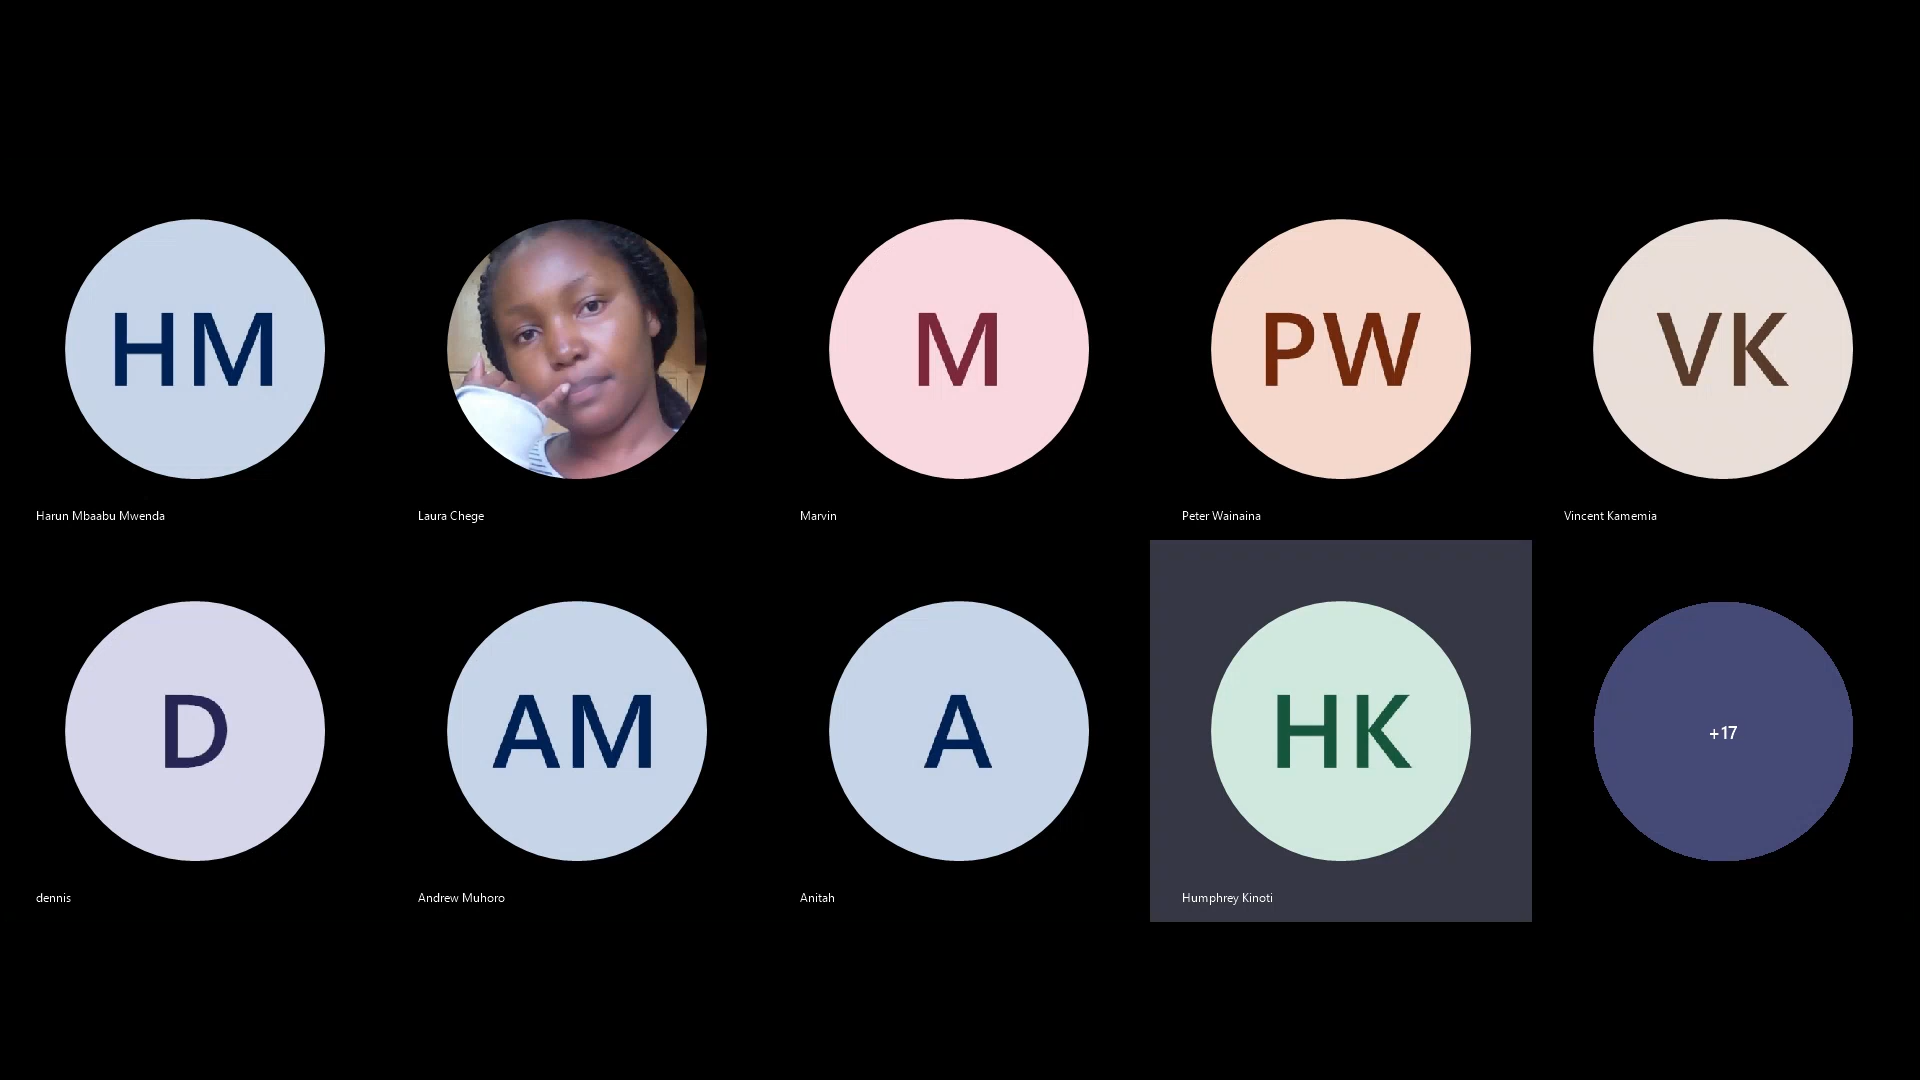 HM
M
PW
VK
Harun Mbaabu Mwenda
Laura Chege
Marvin
Peter Wainaina
Vincent Kamemia
D
AM
A
HK
+17
dennis
Andrew Muhoro
Anitah
Humphrey Kinoti